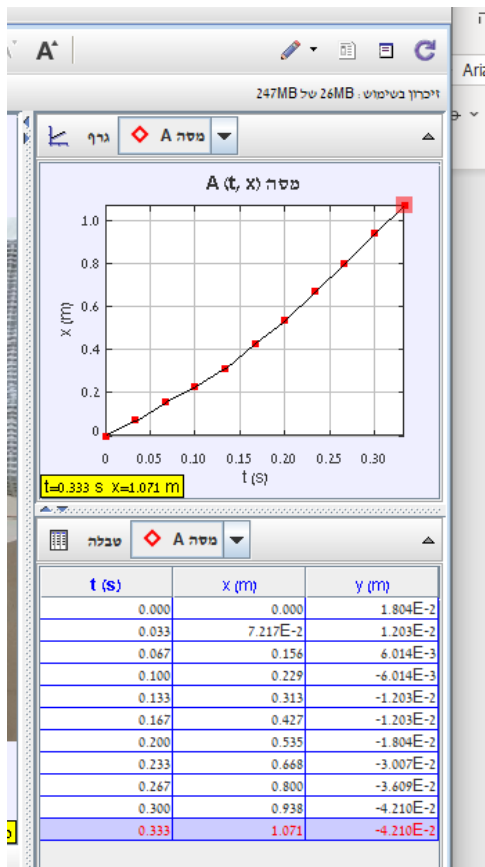 Aria
זיכרון בשימוש : 26MB של 247MB
גרף
מסה A
מסה A (t, x)
x (m)
1.0
0.8
0.6
0.4
0.2
0
0 0.05 0.10 0.15 0.20 0.25 0.30
t (s)
t=0.333 s x=1.071 m
טבלה
מסה A
t (s) x (m) y (m)
0.000 0.000 1.804E-2
0.033 7.217E-2 1.203E-2
0.067 0.156 6.014E-3
0.100 0.229 -6.014E-3
0.133 0.313 -1.203E-2
0.167 0.427 -1.203E-2
0.200 0.535 -1.804E-2
0.233 0.668 -3.007E-2
0.267 0.800 -3.609E-2
0.300 0.938 -4.210E-2
0.333 1.071 -4.210E-2